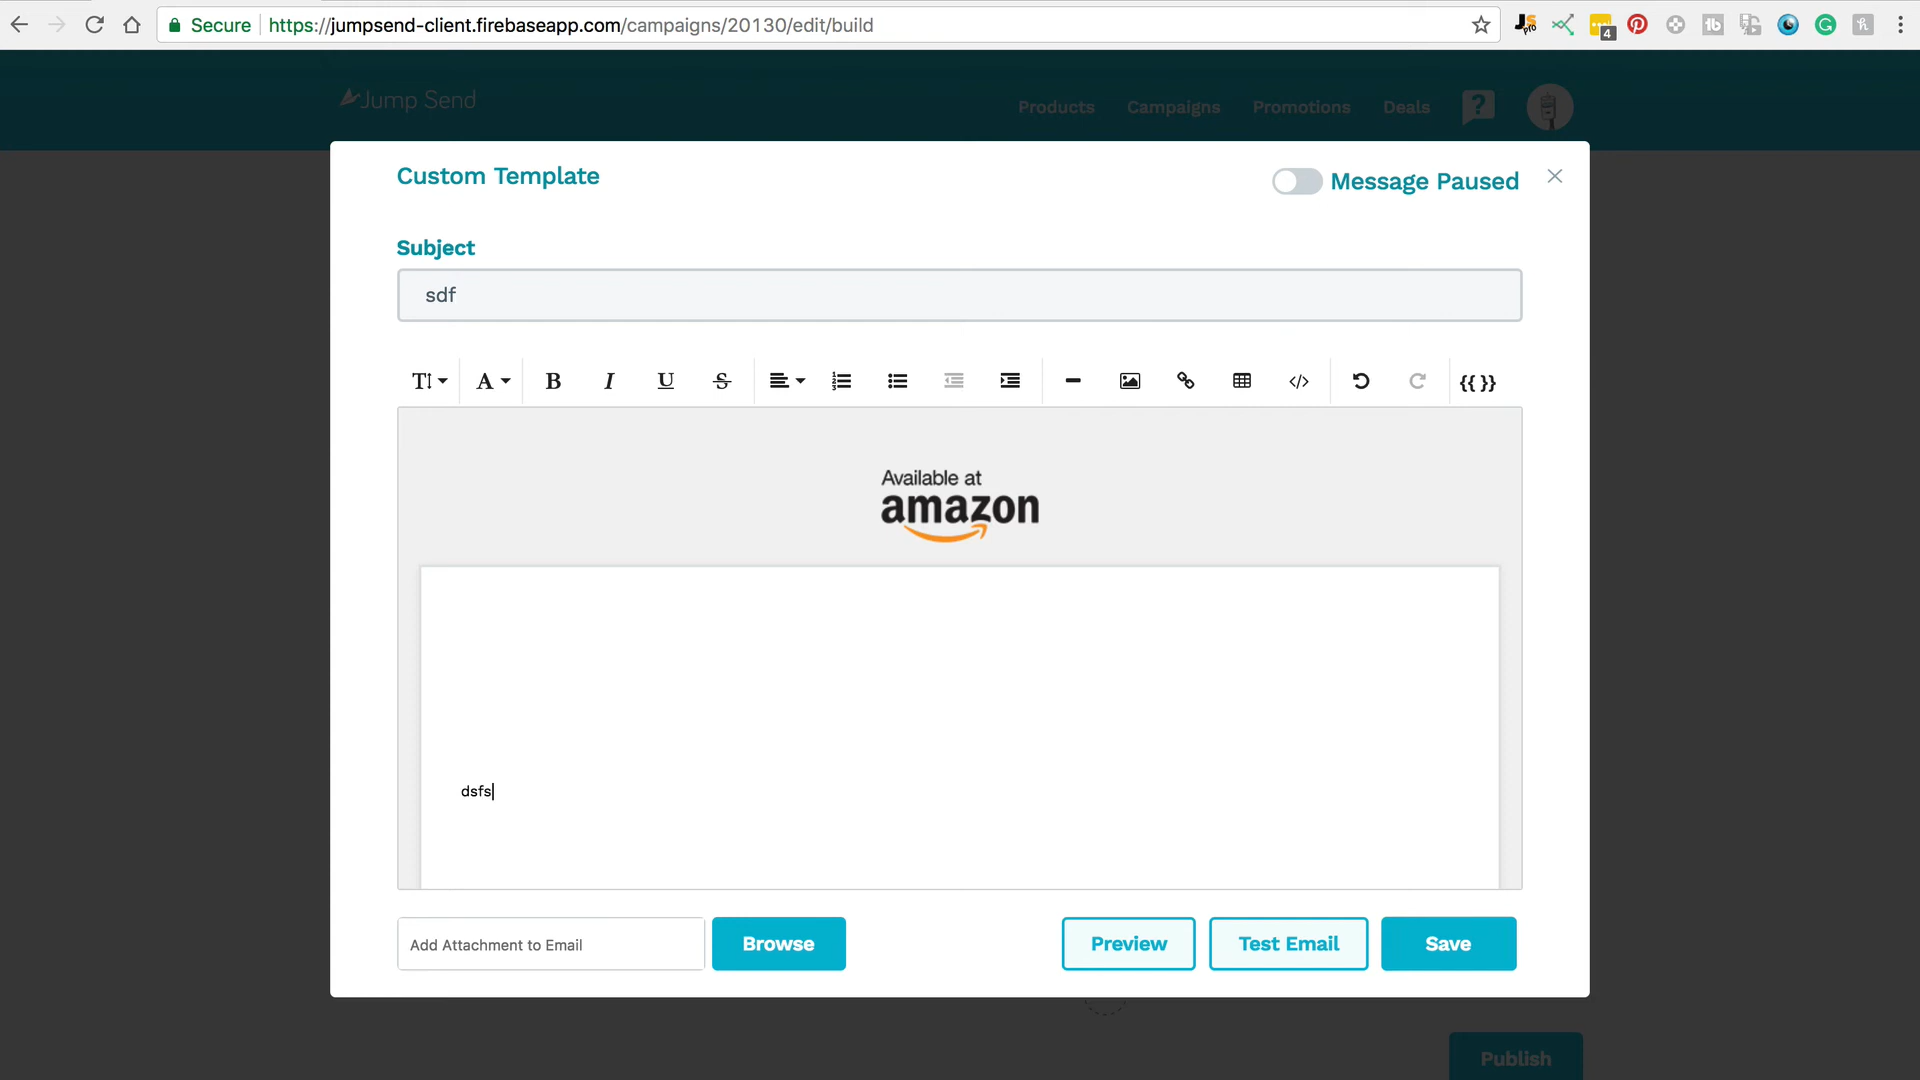 Secure https://jumpsend-client.firebaseapp.com/campaigns/20130/edit/build
4
Jump Send
Products Campaigns Promotions Deals
Custom Template
Message Paused
Subject
sdf
{{ }}
Available at
amazon
dsfs
Add Attachment to Email
Browse
Preview
Test Email
Save
Publish